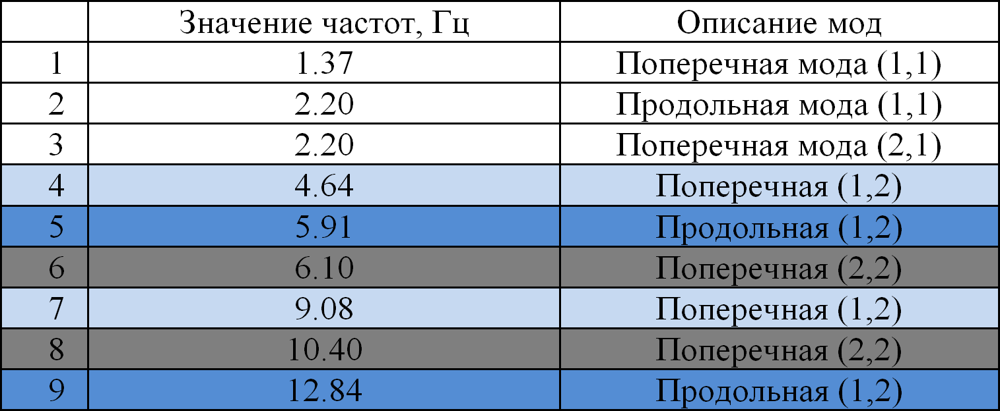 Значение частот, Гц Описание мод
1 1.37 Поперечная мода (1,1)
2 2.20 Продольная мода (1,1)
3 2.20 Поперечная мода (2,1)
4 4.64 Поперечная (1,2)
5 5.91 Продольная (1,2)
6 6.10 Поперечная (2,2)
7 9.08 Поперечная (1,2)
8 10.40 Поперечная (2,2)
9 12.84 Продольная (1,2)